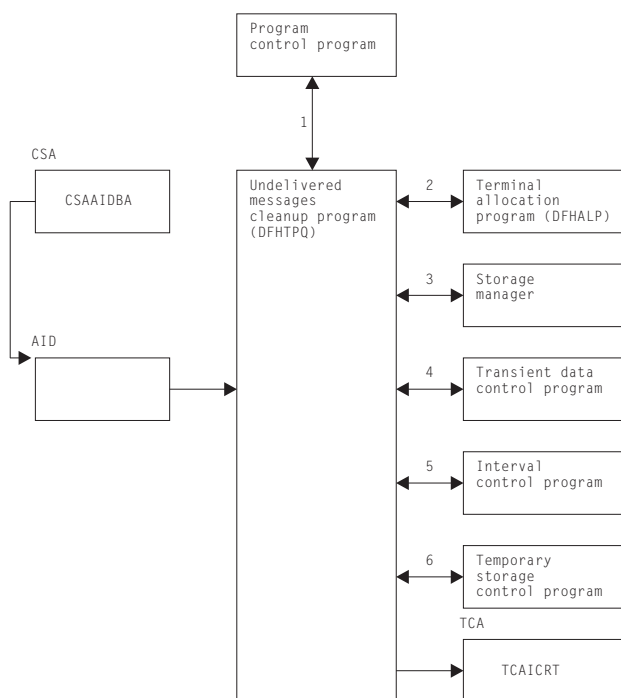 Program
control program
1
CSA
CSAAIDBA
Undelivered
messages
cleanup program
(DFHTPQ)
2
Terminal
allocation
program (DFHALP)
3
Storage
manager
AID
4
Transient data
control program
5
Interval
control program
6
Temporary
storage
control program
TCA
TCAICRT